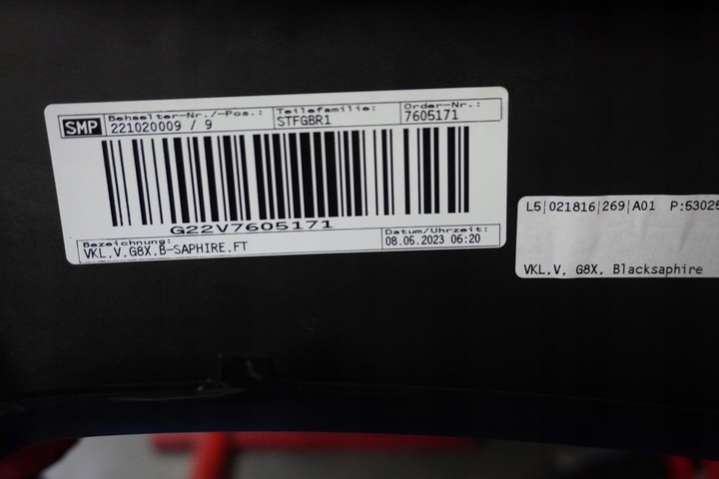 SMP
Behaelter-Nr./-Pos.:
221020009 / 9
Teilefamilie:
STFGBR1
Order-Nr.:
7605171
G22V7605171
Bezeichnung:
VKL.V.G8X.B-SAPHIRE.FT
Datum/Uhrzeit:
08.06.2023 06:20
L5|021816|269|A01 P:53025
VKL.V. G8X. Blacksaphire